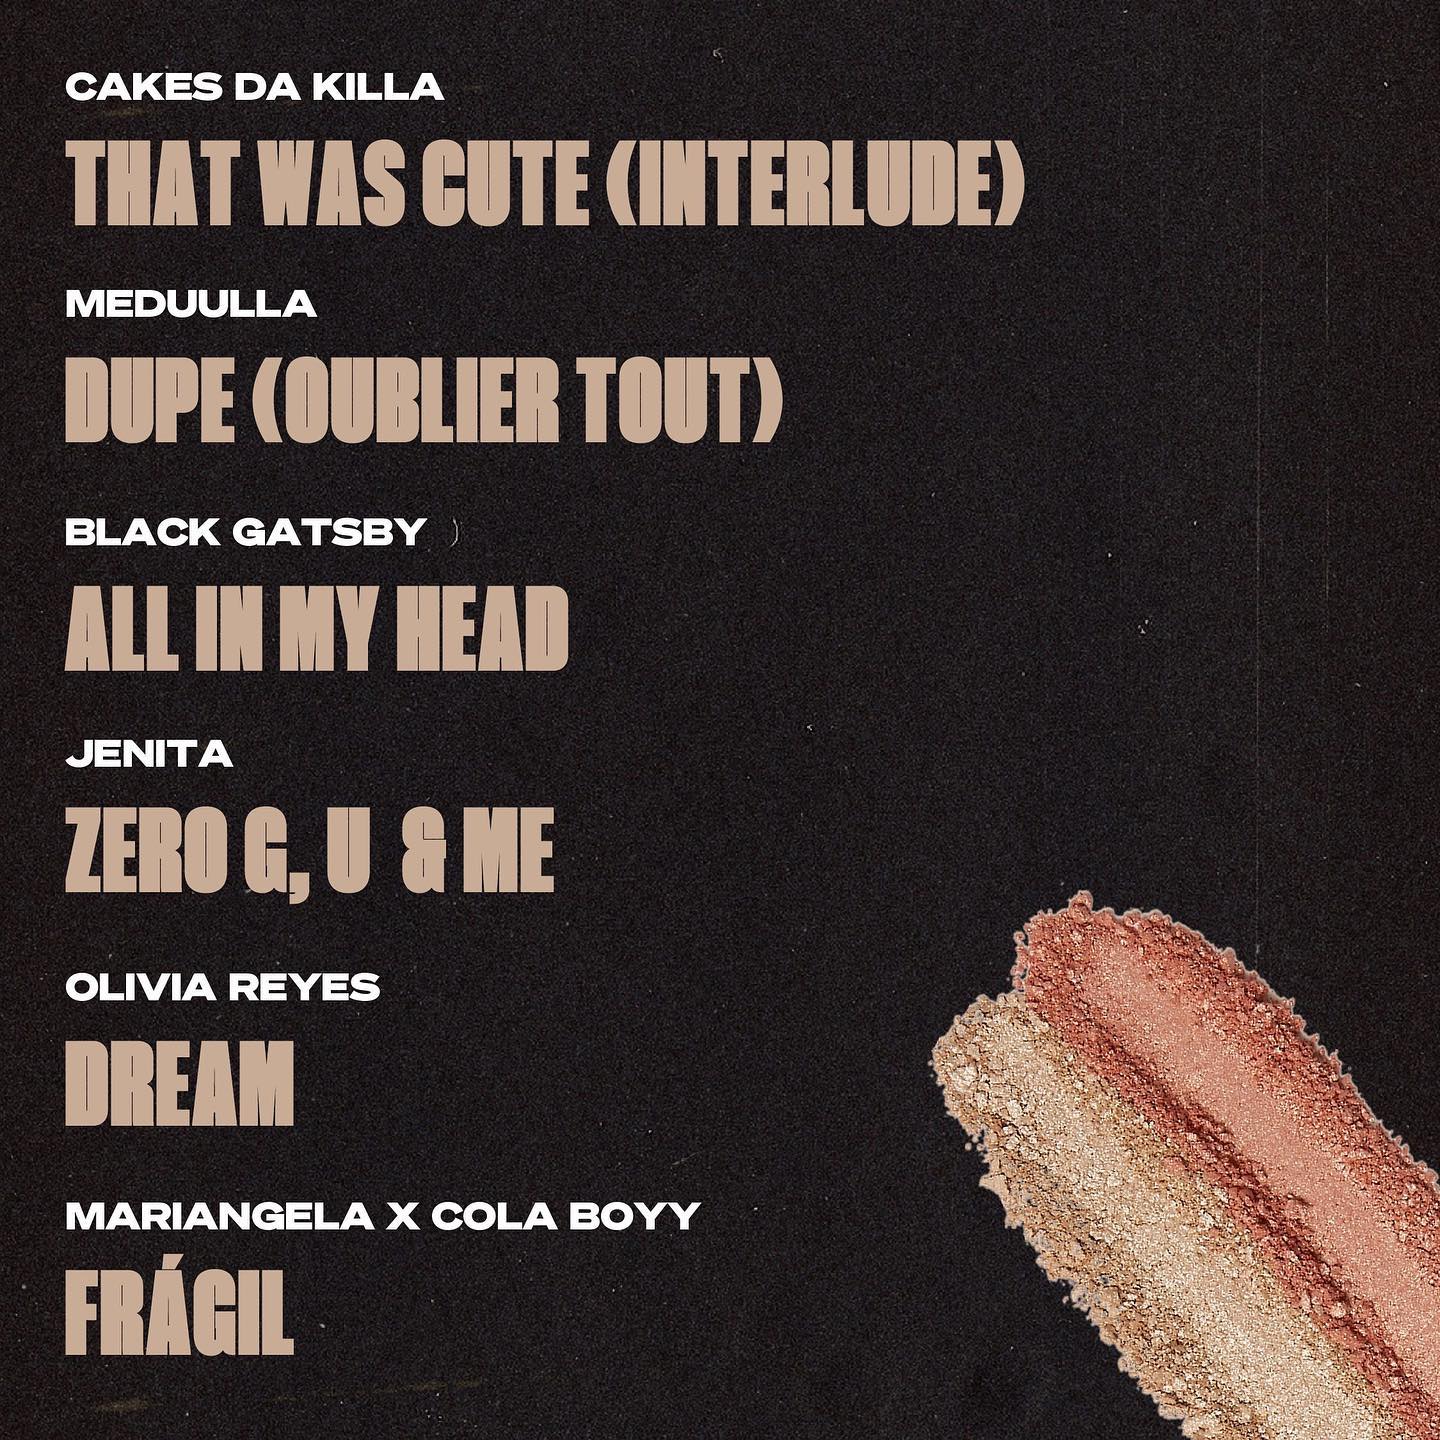 CAKES DA KILLA
THAT WAS CUTE (INTERLUDE)
MEDUULLA
DUPE (OUBLIER TOUT)
BLACK GATSBY
ALL IN MY HEAD
JENITA
ZERO G, U & ME
OLIVIA REYES
DREAM
MARIANGELA X COLA BOYY
FRÁGIL